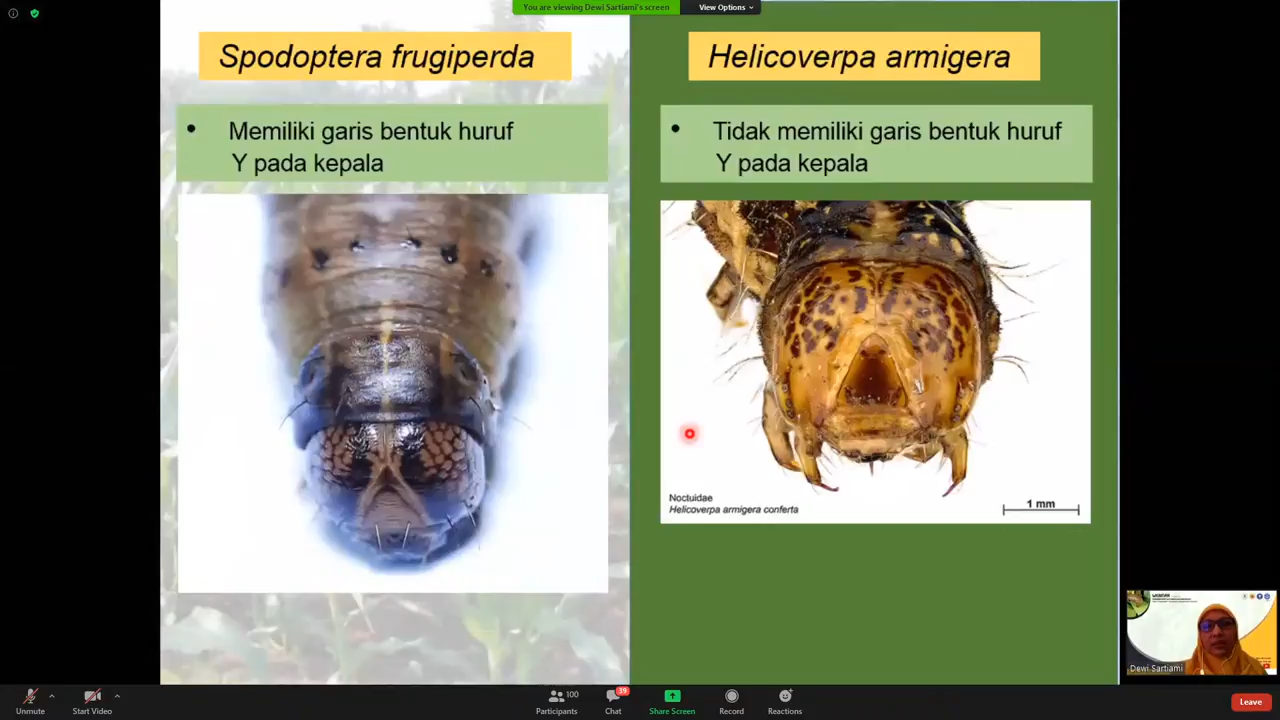 You are viewing Dewi Sartiami's screen
View Options
Spodoptera frugiperda
Helicoverpa armigera
• Memiliki garis bentuk huruf
Y pada kepala
• Tidak memiliki garis bentuk huruf
Y pada kepala
Noctuidae
Helicoverpa armigera conferta
1 mm
Dewi Sartiami
Unmute
Start Video
100
Participants
39
Chat
Share Screen
Record
Reactions
Leave